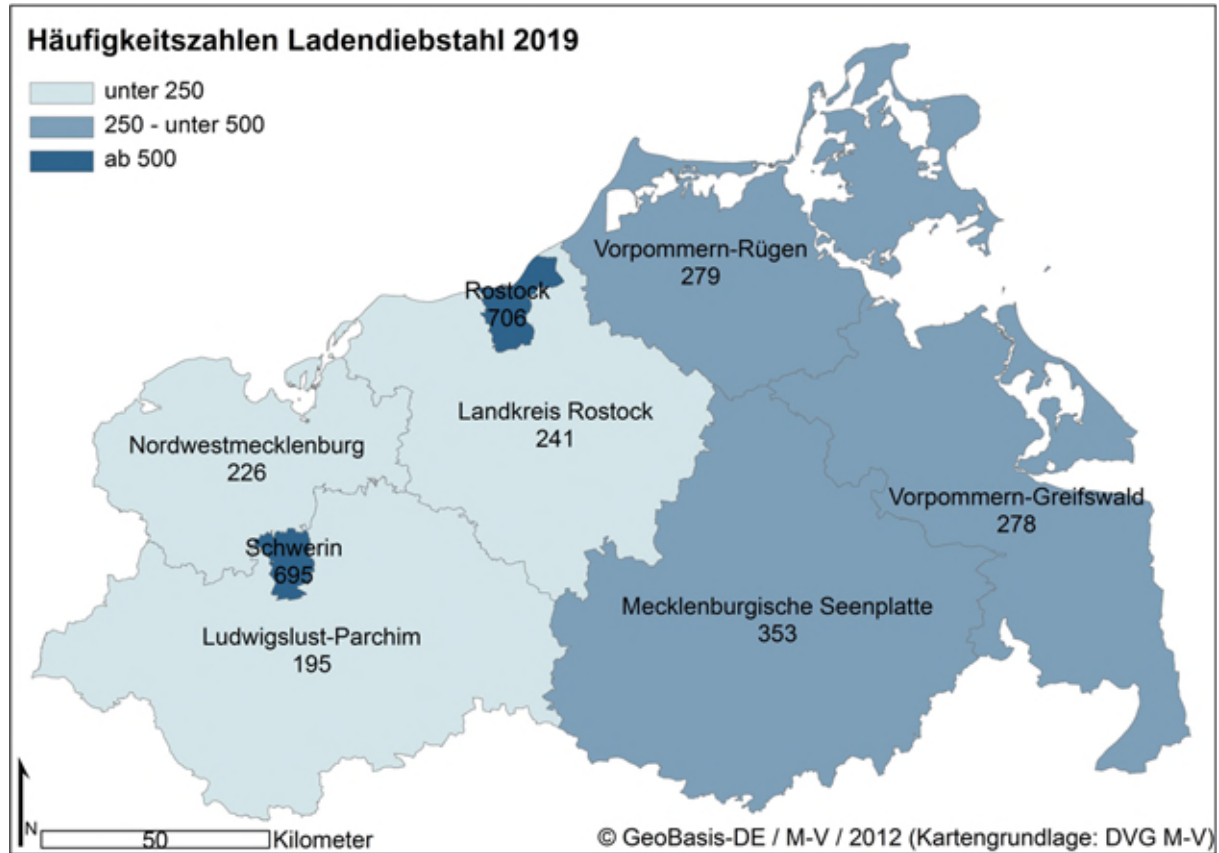 Häufigkeitszahlen Ladendiebstahl 2019
unter 250
250 - unter 500
ab 500
Vorpommern-Rügen
279
Rostock
706
Landkreis Rostock
241
Nordwestmecklenburg
226
Vorpommern-Greifswald
278
Schwerin
695
Mecklenburgische Seenplatte
353
Ludwigslust-Parchim
195
N
50
Kilometer
© GeoBasis-DE / M-V / 2012 (Kartengrundlage: DVG M-V)